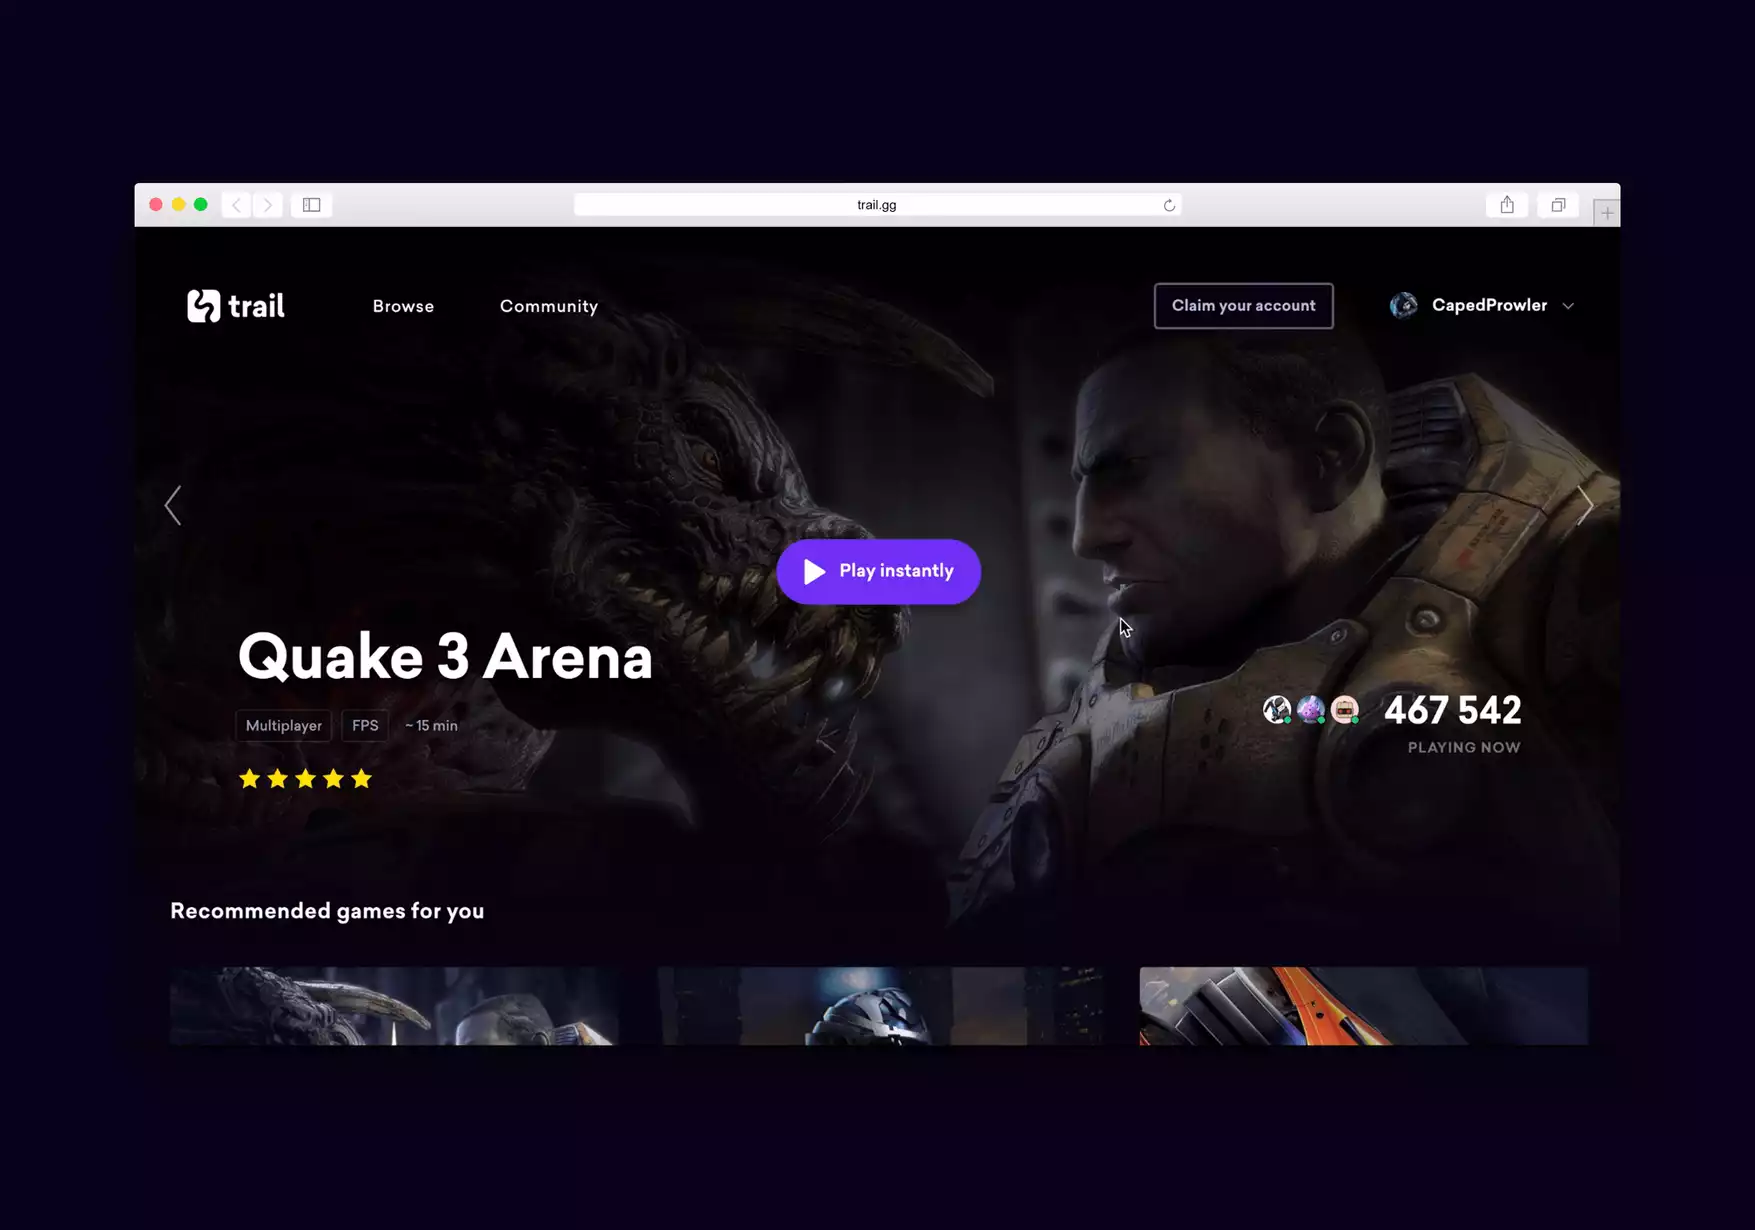 trail.gg
trail
Browse
Community
Claim your account
CapedProwler
Play instantly
Quake 3 Arena
Multiplayer
FPS
~ 15 min
467 542
PLAYING NOW
Recommended games for you